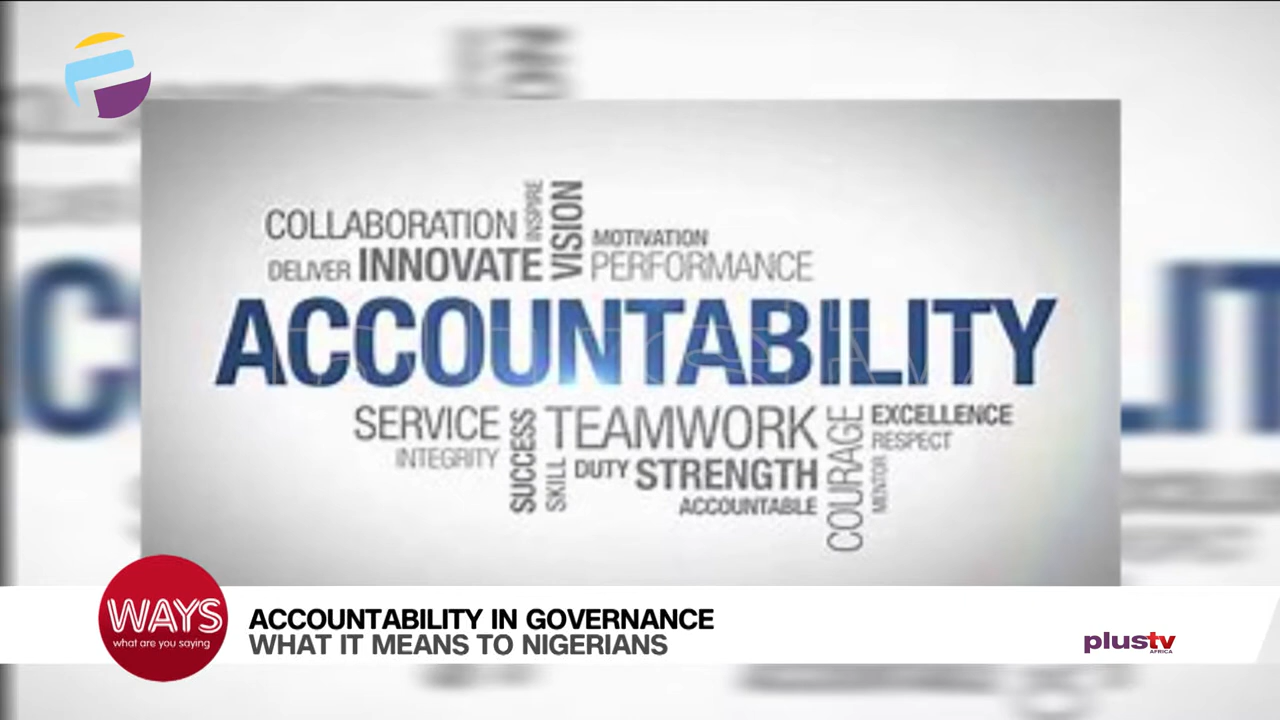 INSPIRE
VISION
COLLABORATION
MOTIVATION
DELIVER INNOVATE
PERFORMANCE
ACCOUNTABILITY
SERVICE
SUCCESS
TEAMWORK
COURAGE
EXCELLENCE
RESPECT
INTEGRITY
SKILL
DUTY STRENGTH
MENTOR
ACCOUNTABLE
WAYS
what are you saying
ACCOUNTABILITY IN GOVERNANCE
WHAT IT MEANS TO NIGERIANS
plustv
AFRICA